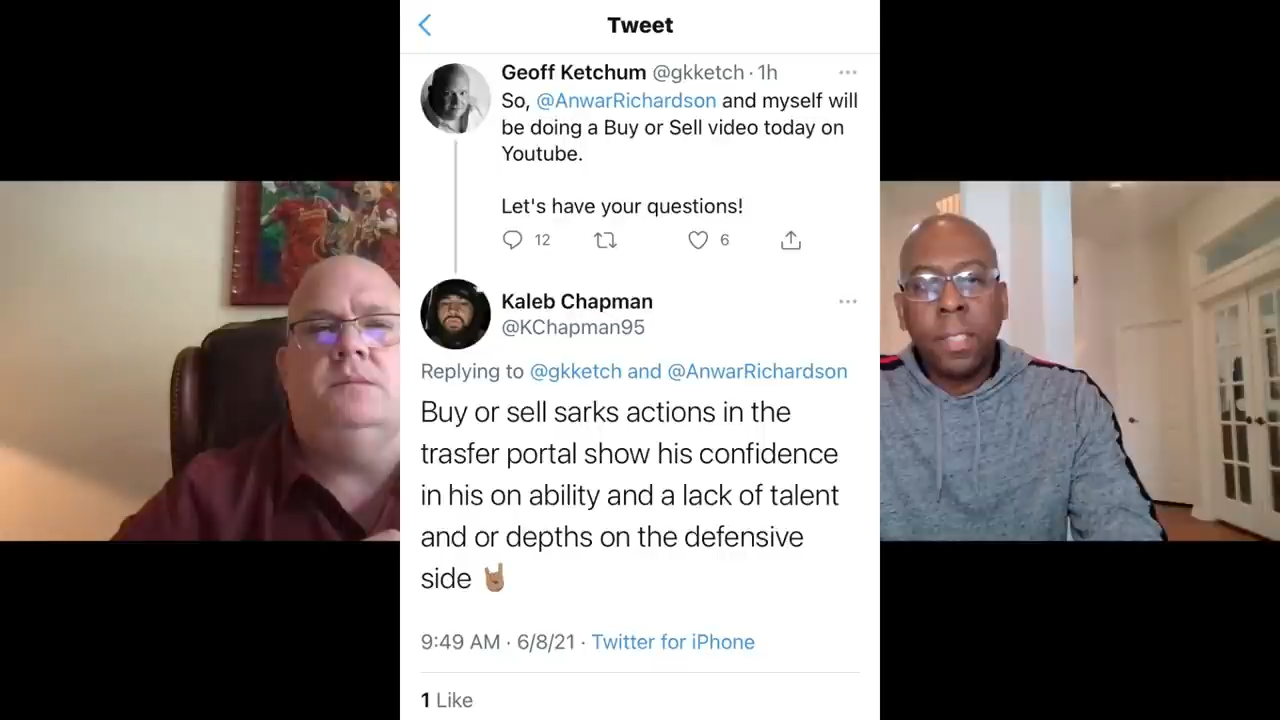 Tweet
Geoff Ketchum @gkketch · 1h
So, @AnwarRichardson and myself will
be doing a Buy or Sell video today on
Youtube.
Let's have your questions!
12 6
Kaleb Chapman
@KChapman95
Replying to @gkketch and @AnwarRichardson
Buy or sell sarks actions in the
trasfer portal show his confidence
in his on ability and a lack of talent
and or depths on the defensive
side 🤘🏽
9:49 AM · 6/8/21 · Twitter for iPhone
1 Like